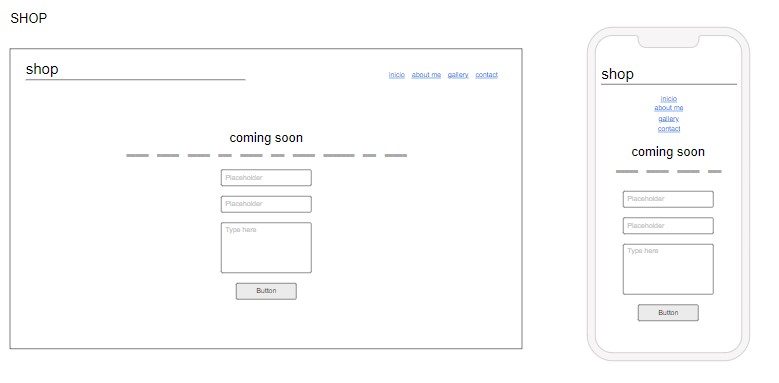 SHOP
shop
inicio about me gallery contact
coming soon
Placeholder
Placeholder
Type here
Button
shop
inicio
about me
gallery
contact
coming soon
Placeholder
Placeholder
Type here
Button